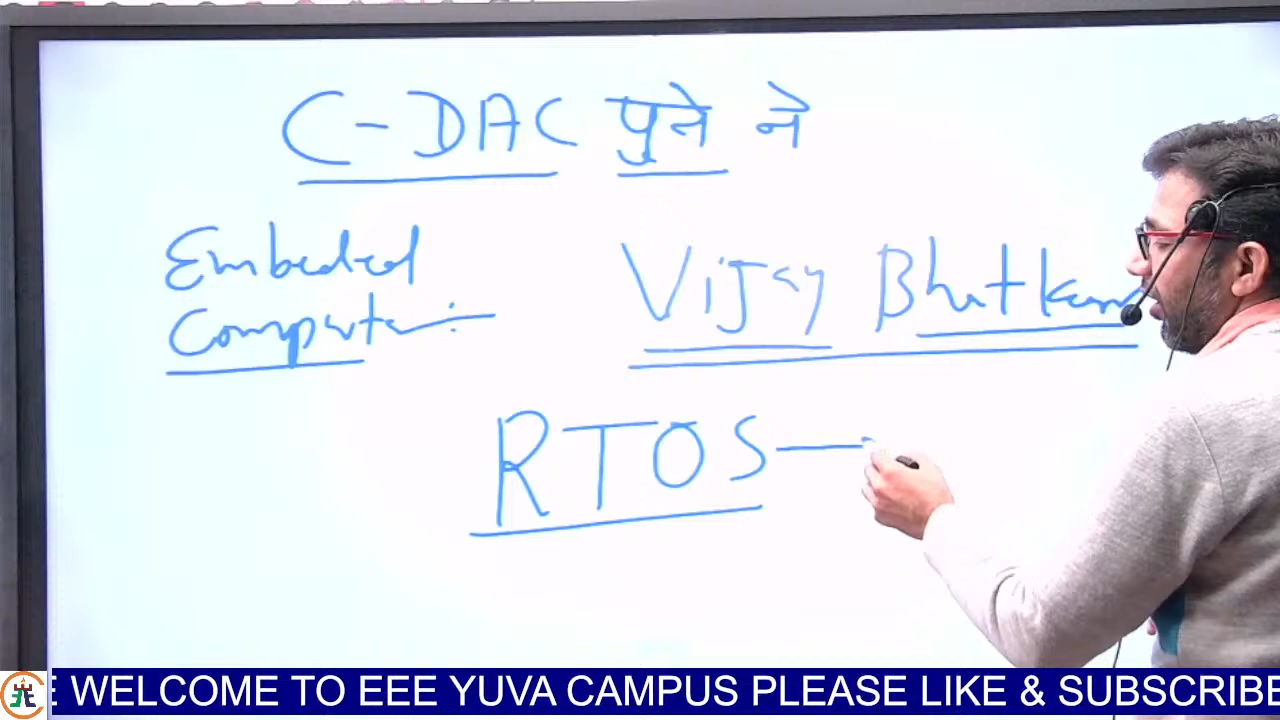 C-DAC पुने ने
Embedded
Computer
Vijay Bhatkar
RTOS —
E WELCOME TO EEE YUVA CAMPUS PLEASE LIKE & SUBSCRIBE